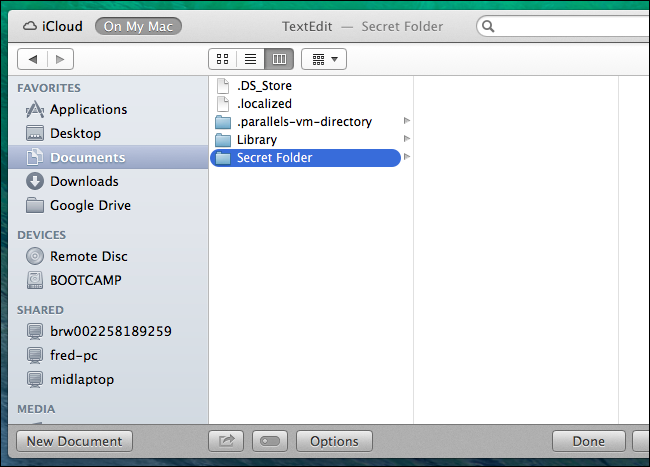 iCloud On My Mac TextEdit — Secret Folder
FAVORITES
Applications
Desktop
Documents
Downloads
Google Drive
DEVICES
Remote Disc
BOOTCAMP
SHARED
brw002258189259
fred-pc
midlaptop
MEDIA
.DS_Store
.localized
.parallels-vm-directory
Library
Secret Folder
New Document Options Done